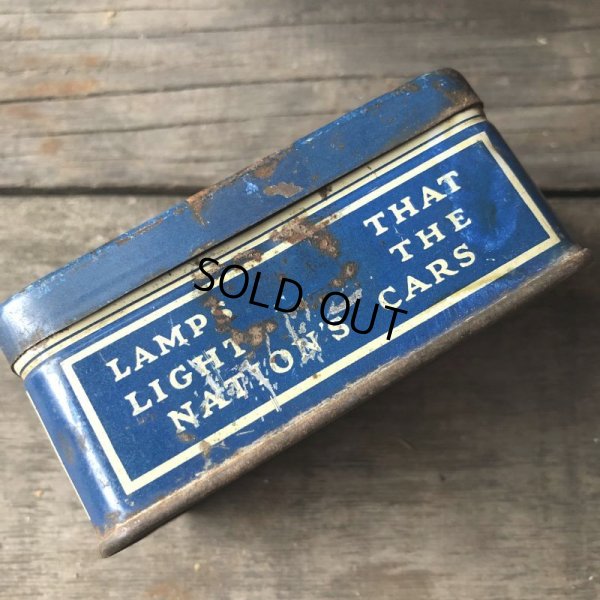 LAMPS THAT
LIGHT THE
NATION'S CARS
SOLD OUT